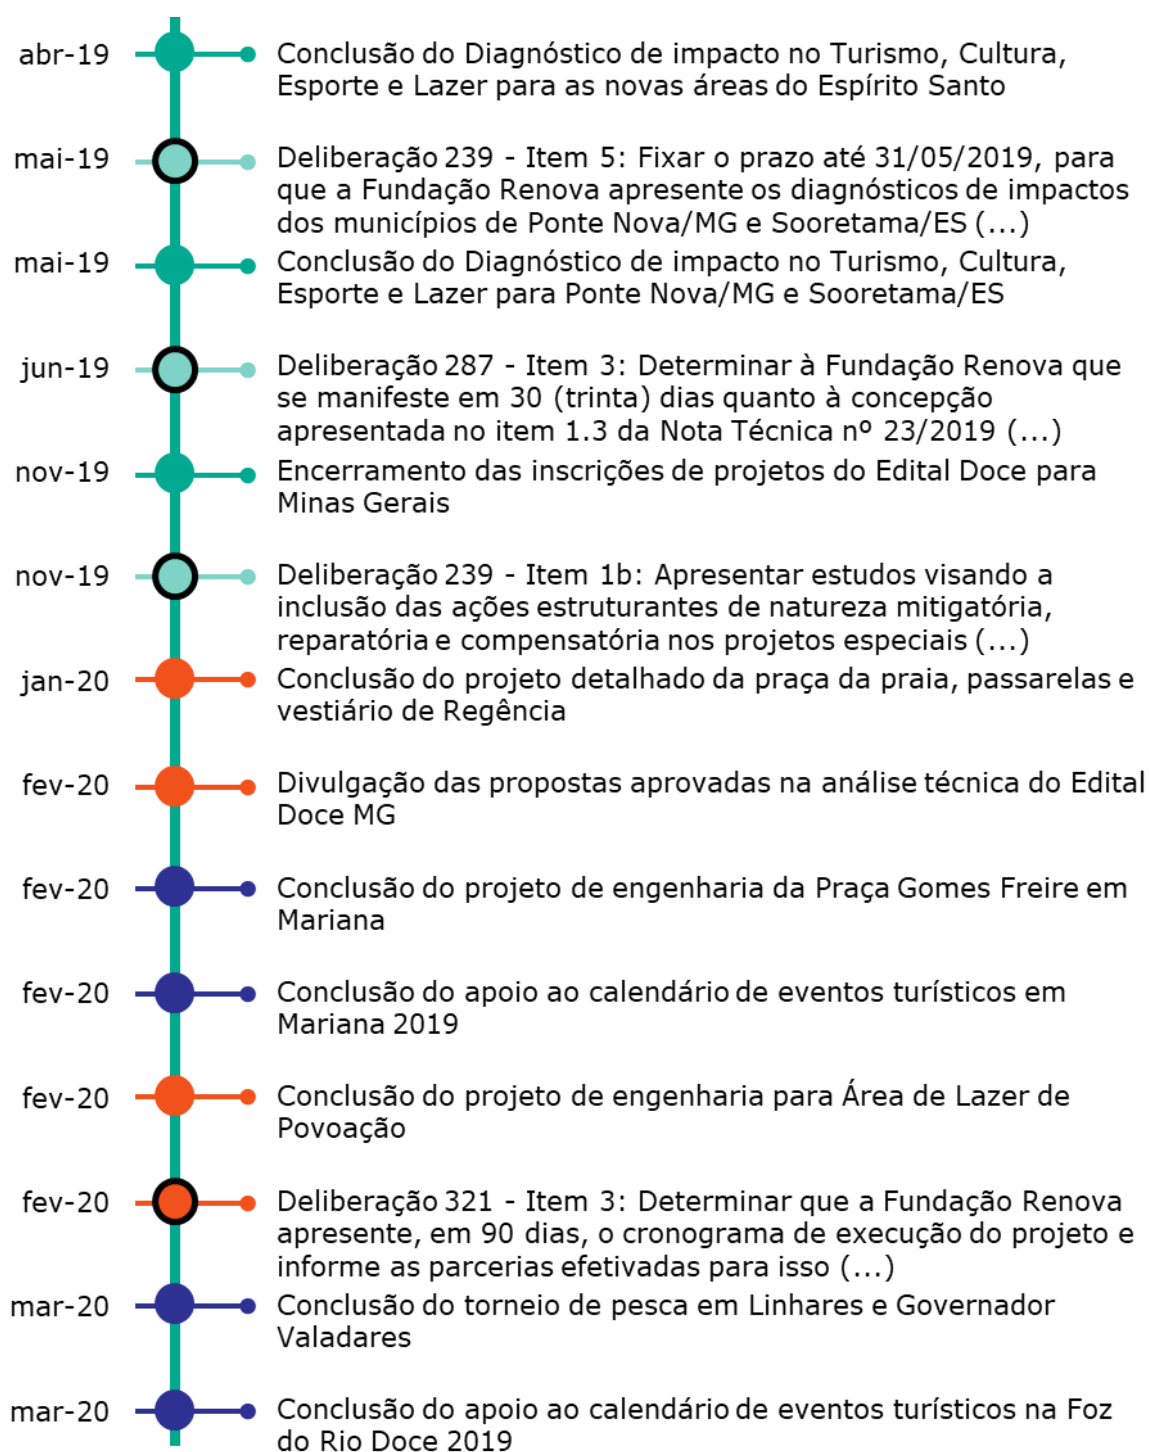 abr-19
Conclusão do Diagnóstico de impacto no Turismo, Cultura,
Esporte e Lazer para as novas áreas do Espírito Santo
mai-19
Deliberação 239 - Item 5: Fixar o prazo até 31/05/2019, para
que a Fundação Renova apresente os diagnósticos de impactos
dos municípios de Ponte Nova/MG e Sooretama/ES (...)
mai-19
Conclusão do Diagnóstico de impacto no Turismo, Cultura,
Esporte e Lazer para Ponte Nova/MG e Sooretama/ES
jun-19
Deliberação 287 - Item 3: Determinar à Fundação Renova que
se manifeste em 30 (trinta) dias quanto à concepção
apresentada no item 1.3 da Nota Técnica nº 23/2019 (...)
nov-19
Encerramento das inscrições de projetos do Edital Doce para
Minas Gerais
nov-19
Deliberação 239 - Item 1b: Apresentar estudos visando a
inclusão das ações estruturantes de natureza mitigatória,
reparatória e compensatória nos projetos especiais (...)
jan-20
Conclusão do projeto detalhado da praça da praia, passarelas e
vestiário de Regência
fev-20
Divulgação das propostas aprovadas na análise técnica do Edital
Doce MG
fev-20
Conclusão do projeto de engenharia da Praça Gomes Freire em
Mariana
fev-20
Conclusão do apoio ao calendário de eventos turísticos em
Mariana 2019
fev-20
Conclusão do projeto de engenharia para Área de Lazer de
Povoação
fev-20
Deliberação 321 - Item 3: Determinar que a Fundação Renova
apresente, em 90 dias, o cronograma de execução do projeto e
informe as parcerias efetivadas para isso (...)
mar-20
Conclusão do torneio de pesca em Linhares e Governador
Valadares
mar-20
Conclusão do apoio ao calendário de eventos turísticos na Foz
do Rio Doce 2019